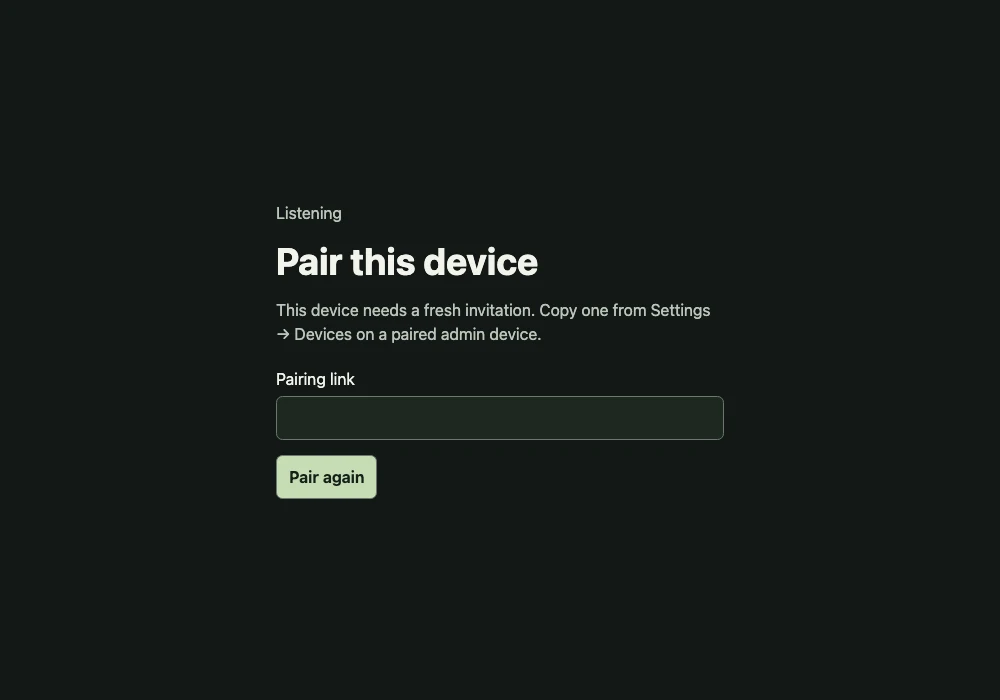 Listening
Pair this device
This device needs a fresh invitation. Copy one from Settings
→ Devices on a paired admin device.
Pairing link
Pair again